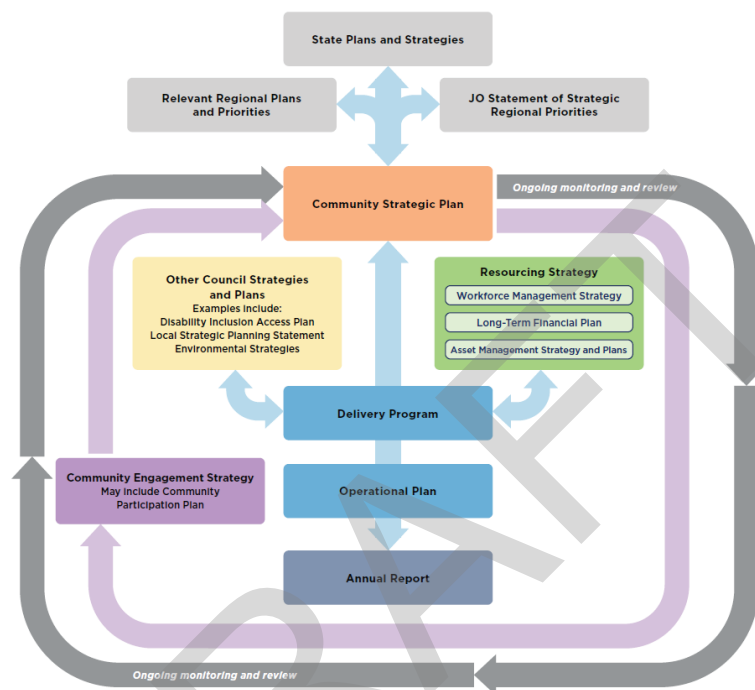 State Plans and Strategies
Relevant Regional Plans
and Priorities
JO Statement of Strategic
Regional Priorities
Community Strategic Plan
Ongoing monitoring and review
Other Council Strategies
and Plans
Examples include:
Disability Inclusion Access Plan
Local Strategic Planning Statement
Environmental Strategies
Resourcing Strategy
Workforce Management Strategy
Long-Term Financial Plan
Asset Management Strategy and Plans
Delivery Program
Community Engagement Strategy
May include Community
Participation Plan
Operational Plan
Annual Report
Ongoing monitoring and review